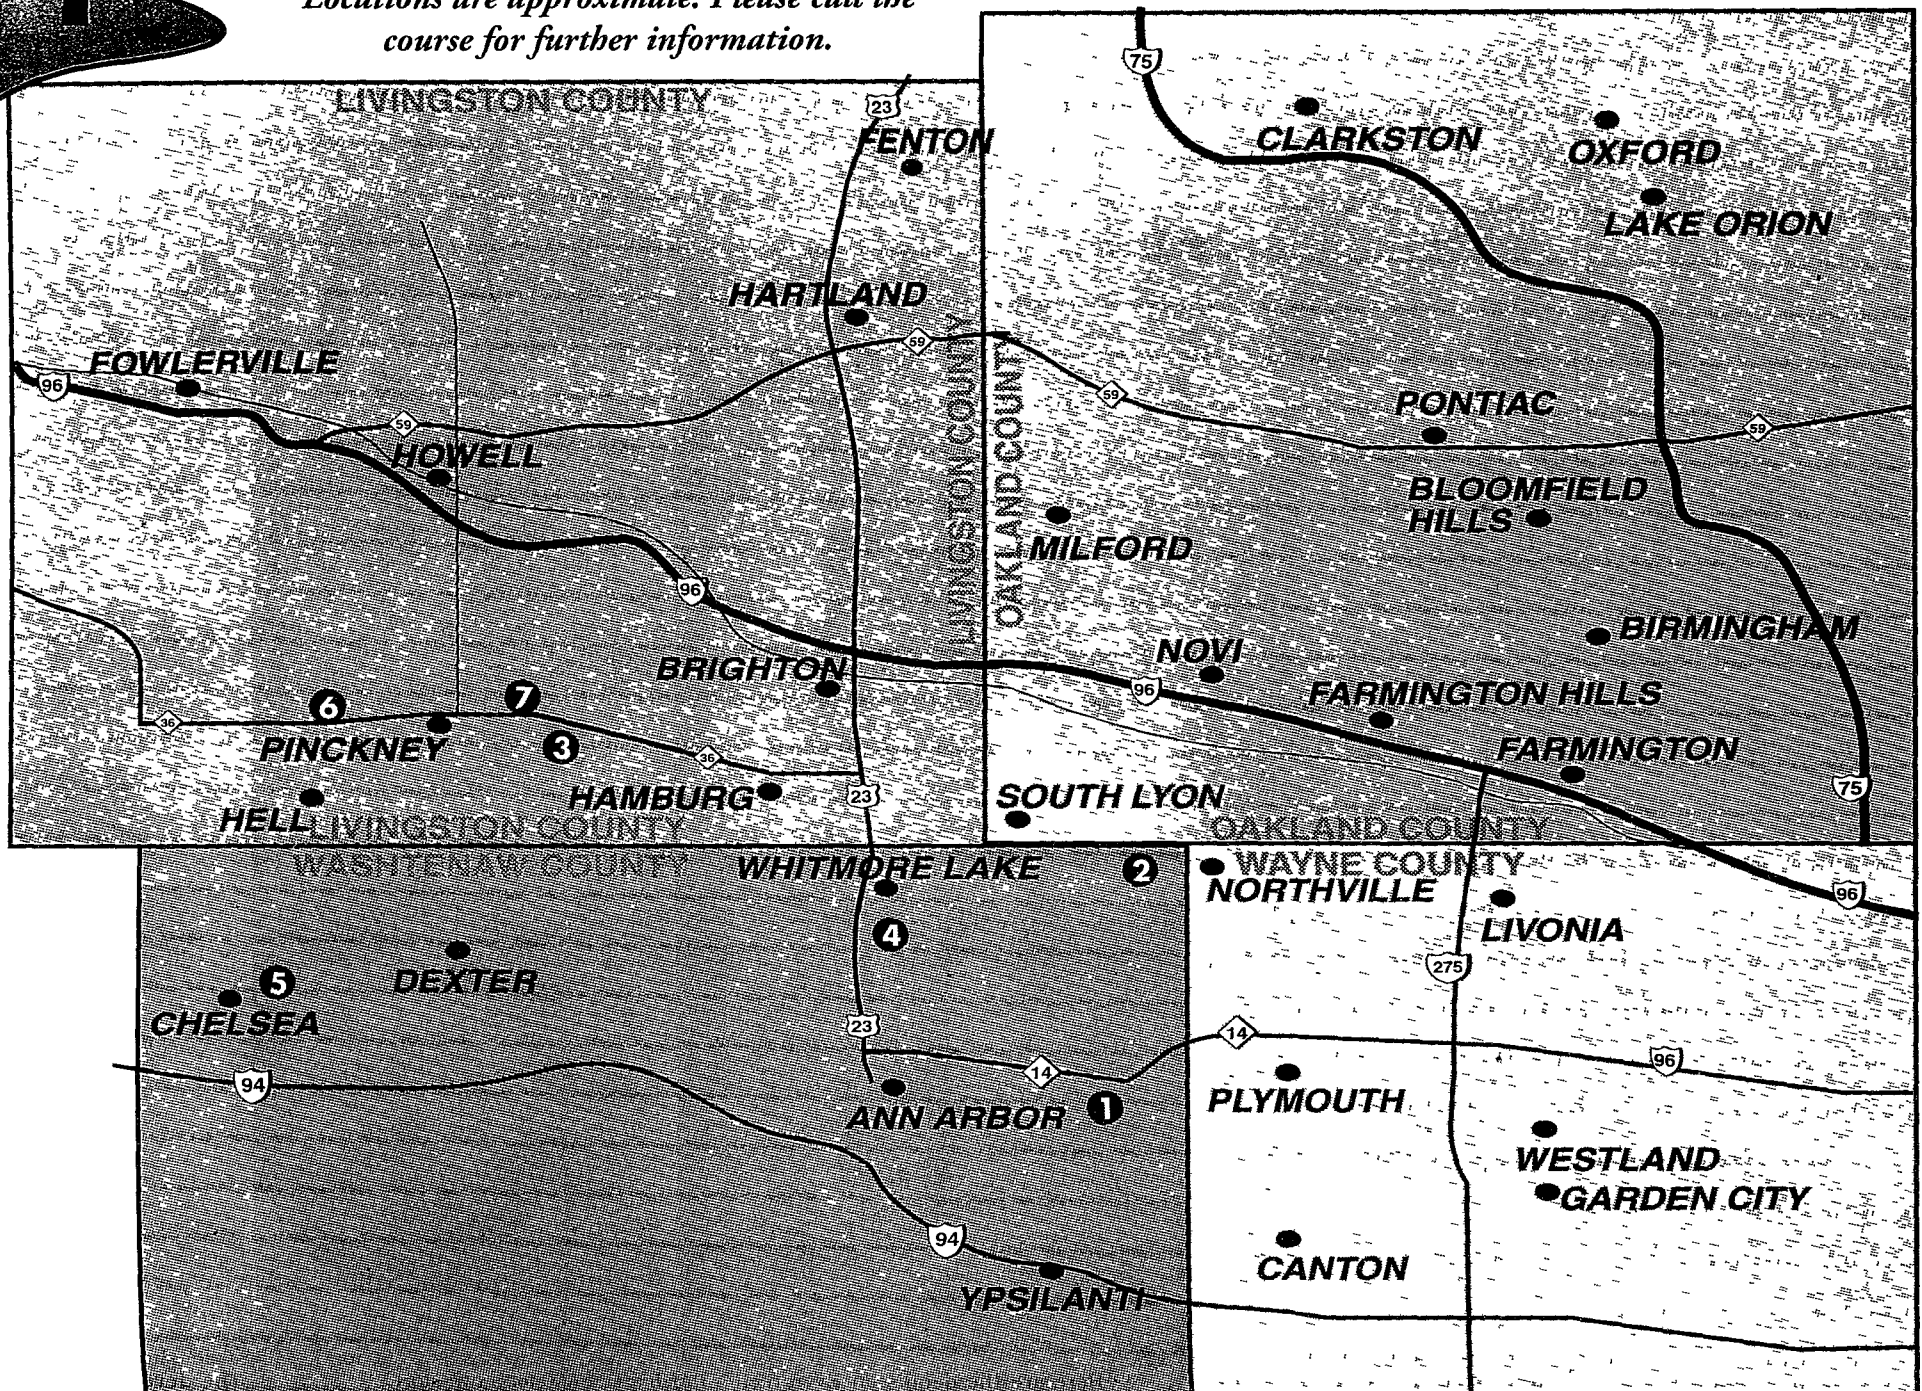 Locations are approximate. Please call the
course for further information.
75
LIVINGSTON COUNTY
23
FENTON
CLARKSTON
OXFORD
LAKE ORION
HARTLAND
59
LIVINGSTON COUNTY
OAKLAND COUNTY
FOWLERVILLE
96
59
59
PONTIAC
59
HOWELL
BLOOMFIELD
HILLS
MILFORD
96
BIRMINGHAM
NOVI
BRIGHTON
96
FARMINGTON HILLS
6
7
36
PINCKNEY
3
36
FARMINGTON
HAMBURG
23
SOUTH LYON
75
HELL
LIVINGSTON COUNTY
OAKLAND COUNTY
WASHTENAW COUNTY
WHITMORE LAKE
2
WAYNE COUNTY
NORTHVILLE
96
4
LIVONIA
5
DEXTER
275
CHELSEA
23
14
96
94
14
PLYMOUTH
ANN ARBOR
1
WESTLAND
GARDEN CITY
94
CANTON
YPSILANTI